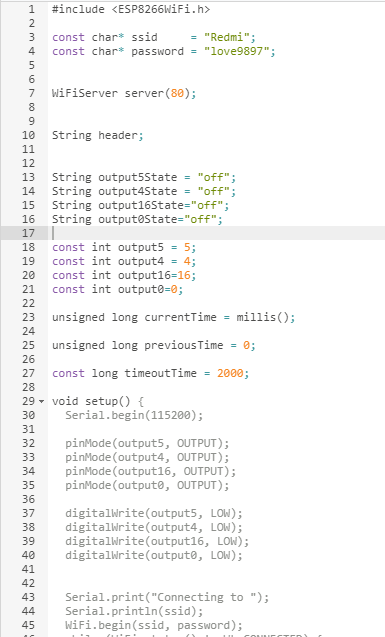 1 #include <ESP8266WiFi.h>
2
3 const char* ssid     = "Redmi";
4 const char* password = "love9897";
5
6
7 WiFiServer server(80);
8
9
10 String header;
11
12
13 String output5State = "off";
14 String output4State = "off";
15 String output16State="off";
16 String output0State="off";
17
18 const int output5 = 5;
19 const int output4 = 4;
20 const int output16=16;
21 const int output0=0;
22
23 unsigned long currentTime = millis();
24
25 unsigned long previousTime = 0;
26
27 const long timeoutTime = 2000;
28
29 void setup() {
30   Serial.begin(115200);
31
32   pinMode(output5, OUTPUT);
33   pinMode(output4, OUTPUT);
34   pinMode(output16, OUTPUT);
35   pinMode(output0, OUTPUT);
36
37   digitalWrite(output5, LOW);
38   digitalWrite(output4, LOW);
39   digitalWrite(output16, LOW);
40   digitalWrite(output0, LOW);
41
42
43   Serial.print("Connecting to ");
44   Serial.println(ssid);
45   WiFi.begin(ssid, password);